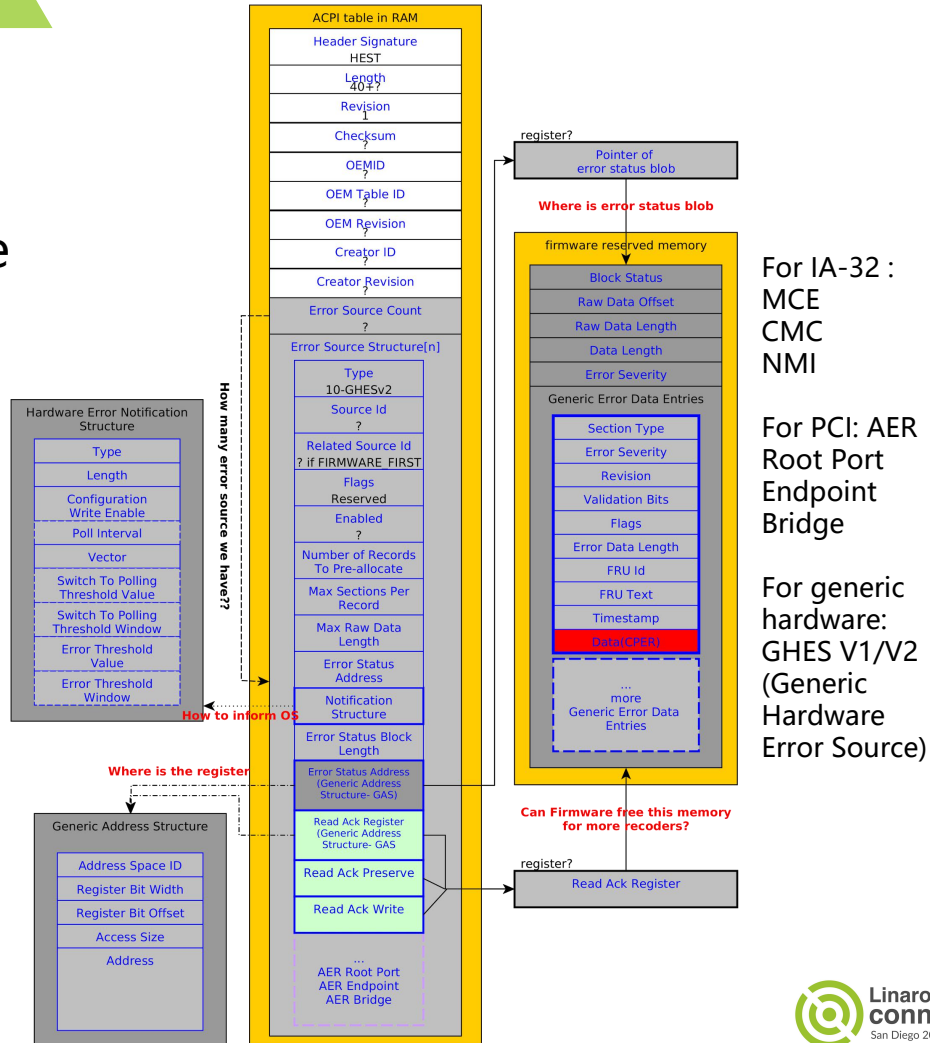 e
ACPI table in RAM
Header Signature
HEST
Length
40+?
Revision
1
Checksum
?
OEMID
?
OEM Table ID
?
OEM Revision
?
Creator ID
?
Creator Revision
?
Error Source Count
?
Error Source Structure[n]
Type
10-GHESv2
Source Id
?
Related Source Id
? if FIRMWARE_FIRST
Flags
Reserved
Enabled
?
Number of Records
To Pre-allocate
Max Sections Per
Record
Max Raw Data
Length
Error Status
Address
Notification
Structure
Error Status Block
Length
Error Status Address
(Generic Address
Structure- GAS)
Read Ack Register
(Generic Address
Structure- GAS
Read Ack Preserve
Read Ack Write
...
AER Root Port
AER Endpoint
AER Bridge
How many error source we have??
Hardware Error Notification
Structure
Type
Length
Configuration
Write Enable
Poll Interval
Vector
Switch To Polling
Threshold Value
Switch To Polling
Threshold Window
Error Threshold
Value
Error Threshold
Window
How to inform OS
Where is the register
Generic Address Structure
Address Space ID
Register Bit Width
Register Bit Offset
Access Size
Address
register?
Pointer of
error status blob
Where is error status blob
firmware reserved memory
Block Status
Raw Data Offset
Raw Data Length
Data Length
Error Severity
Generic Error Data Entries
Section Type
Error Severity
Revision
Validation Bits
Flags
Error Data Length
FRU Id
FRU Text
Timestamp
Data(CPER)
...
more
Generic Error Data
Entries
Can Firmware free this memory
for more recoders?
register?
Read Ack Register
For IA-32 :
MCE
CMC
NMI
For PCI: AER
Root Port
Endpoint
Bridge
For generic
hardware:
GHES V1/V2
(Generic
Hardware
Error Source)
Linaro
conn
San Diego 20